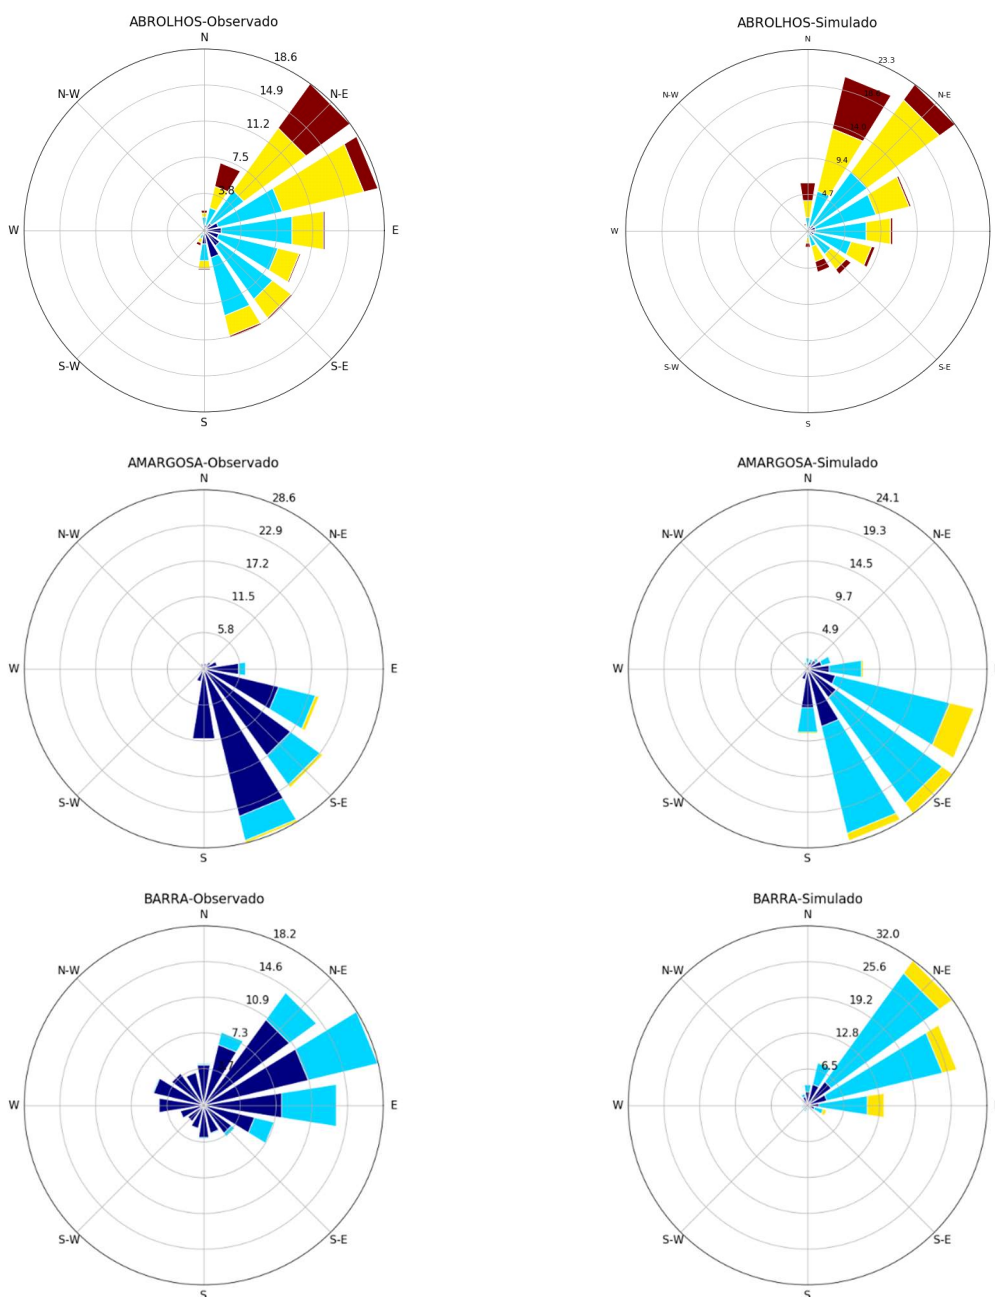 ABROLHOS-Observado
N
18.6
14.9
11.2
7.5
3.8
N-W
N-E
W
E
S-W
S-E
S
ABROLHOS-Simulado
N
23.3
9.4
4.7
N-W
N-E
W
S-W
S-E
S
AMARGOSA-Observado
N
28.6
22.9
17.2
11.5
5.8
N-W
N-E
W
E
S-W
S-E
S
AMARGOSA-Simulado
N
24.1
19.3
14.5
9.7
4.9
N-W
N-E
W
S-W
S-E
S
BARRA-Observado
N
18.2
14.6
10.9
7.3
N-W
N-E
W
E
S-W
S-E
S
BARRA-Simulado
N
32.0
25.6
19.2
12.8
6.5
N-W
N-E
W
S-W
S-E
S